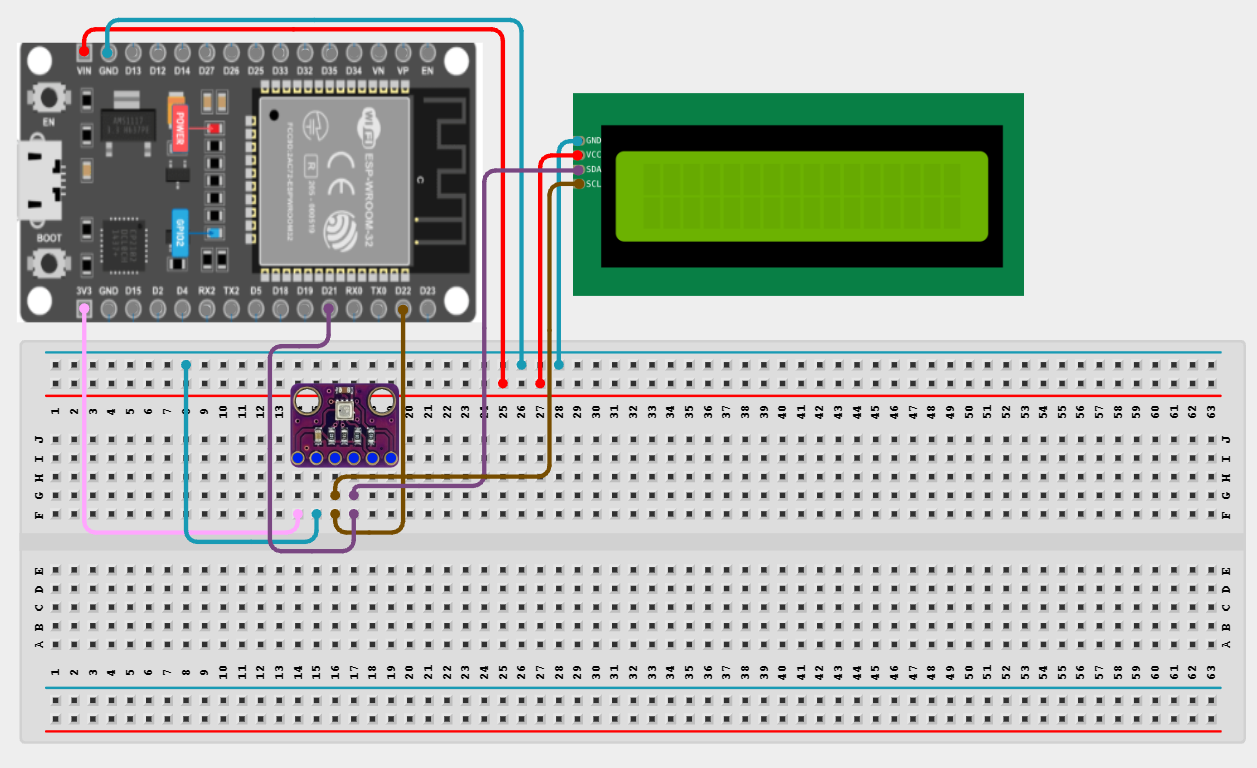 VIN GND D13 D12 D14 D27 D26 D25 D33 D32 D35 D34 VN VP EN
EN
POWER
WiFi
ESP-WROOM-32
CE
R
FCC ID:2AC7Z-ESPWROOM32
C
GPIO2
BOOT
3V3 GND D15 D2 D4 RX2 TX2 D5 D18 D19 D21 RX0 TX0 D22 D23
GND
VCC
SDA
SCL
1 2 3 4 5 6 7 8 9 10 11 12 13 20 21 22 23 24 25 26 27 28 29 30 31 32 33 34 35 36 37 38 39 40 41 42 43 44 45 46 47 48 49 50 51 52 53 54 55 56 57 58 59 60 61 62 63
J J
I I
H H
G G
F F
E E
D D
C C
B B
A A
1 2 3 4 5 6 7 8 9 10 11 12 13 14 15 16 17 18 19 20 21 22 23 24 25 26 27 28 29 30 31 32 33 34 35 36 37 38 39 40 41 42 43 44 45 46 47 48 49 50 51 52 53 54 55 56 57 58 59 60 61 62 63